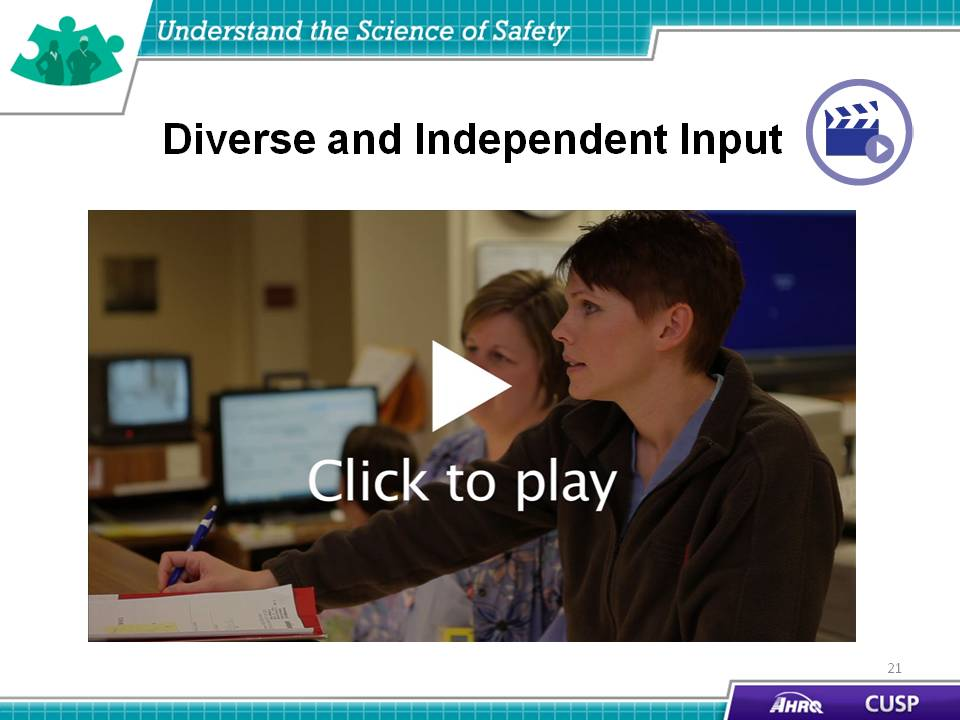 Understand the Science of Safety
Diverse and Independent Input
Click to play
21
AHRQ
CUSP